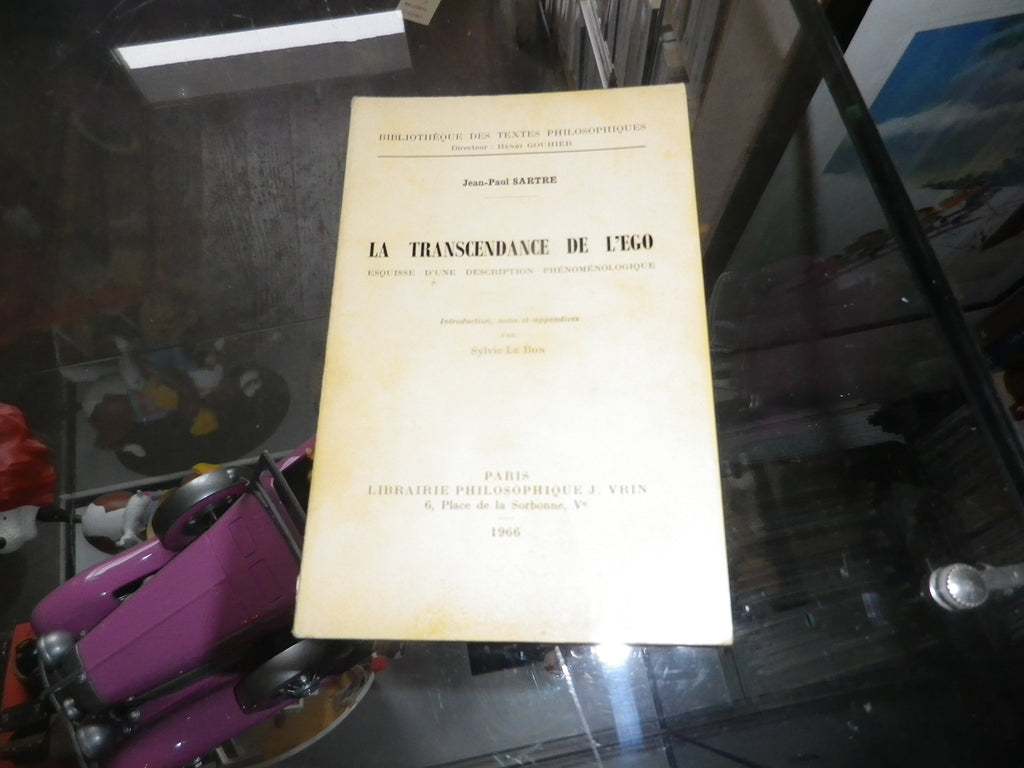 BIBLIOTHÈQUE DES TEXTES PHILOSOPHIQUES
Directeur : Henri GOUHIER
Jean-Paul SARTRE
LA TRANSCENDANCE DE L'EGO
ESQUISSE D'UNE DESCRIPTION PHÉNOMÉNOLOGIQUE
Introduction, notes et appendices
PAR
Sylvie Le Bon
PARIS
LIBRAIRIE PHILOSOPHIQUE J. VRIN
6, Place de la Sorbonne, Ve
1966